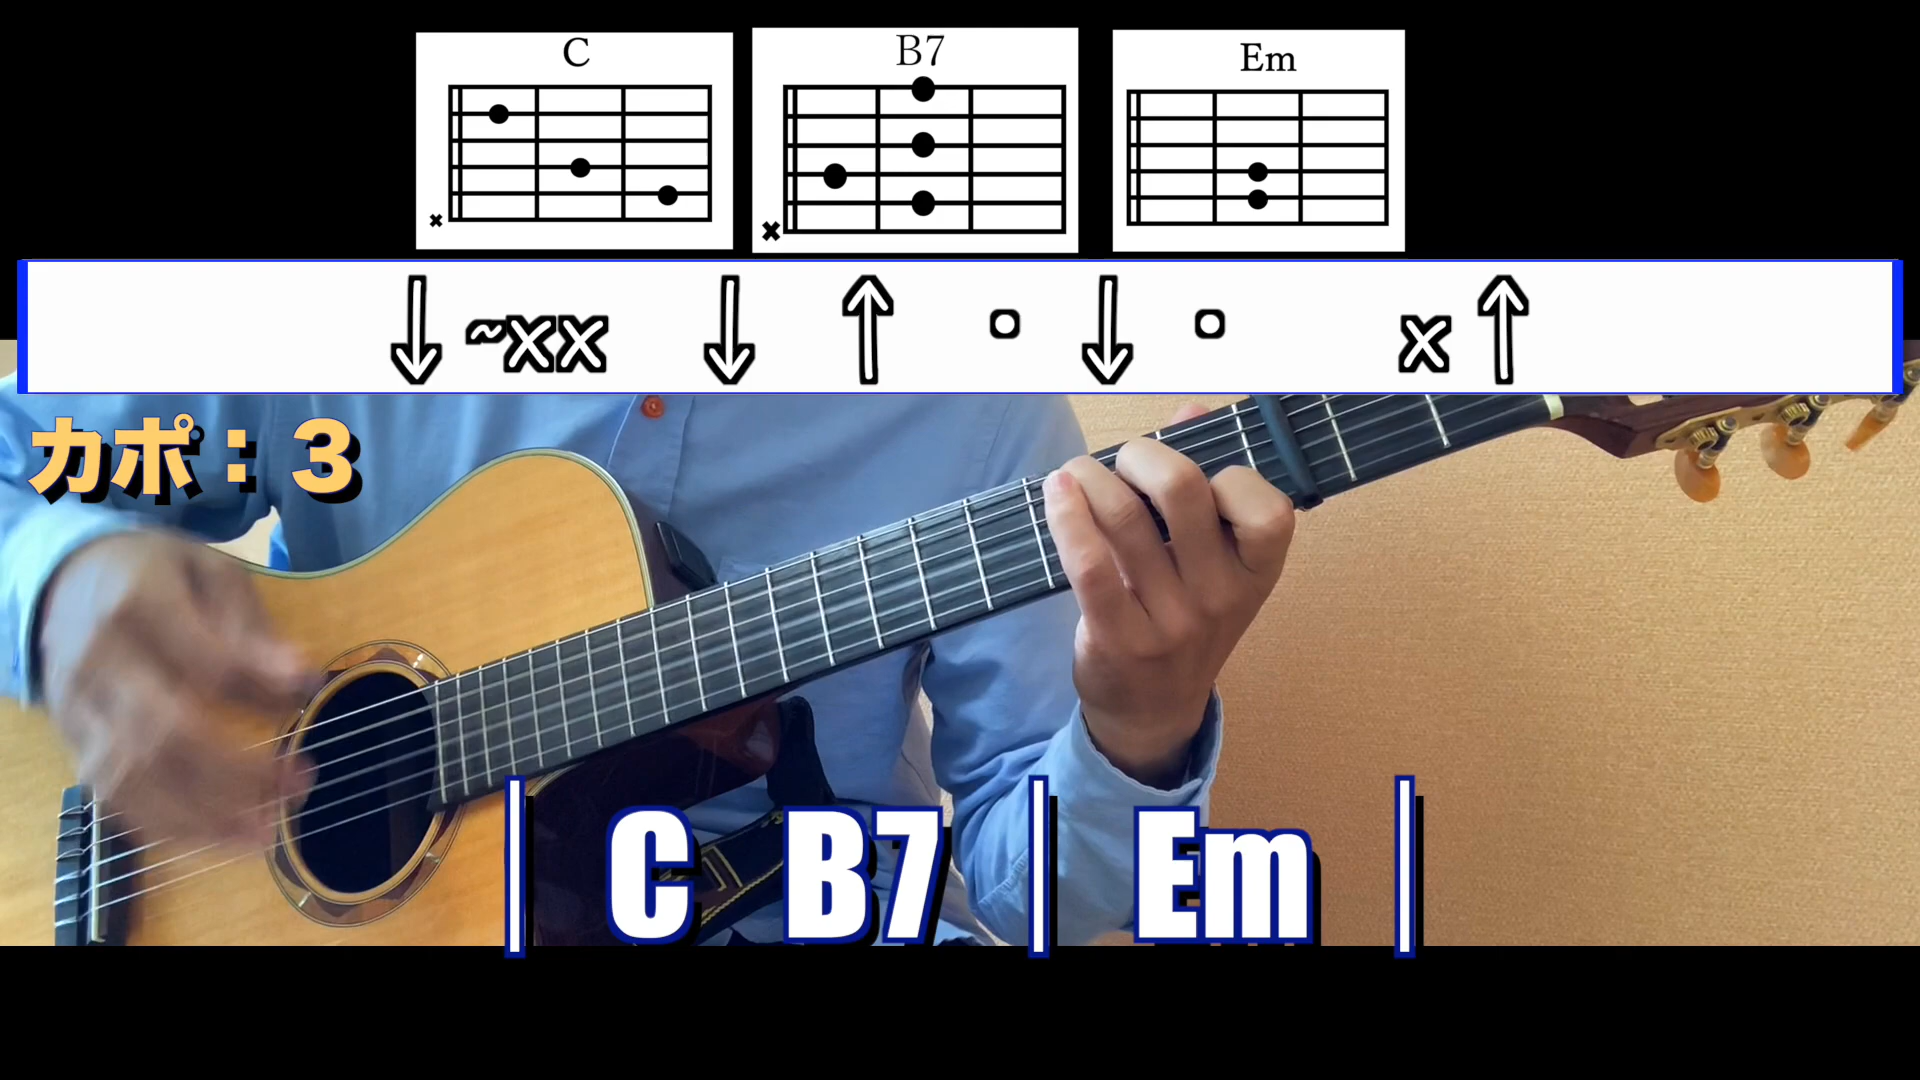 C B7 Em
x x
↓ ~xx ↓ ↑ • ↓ • x ↑
カポ：3
| C B7 | Em |